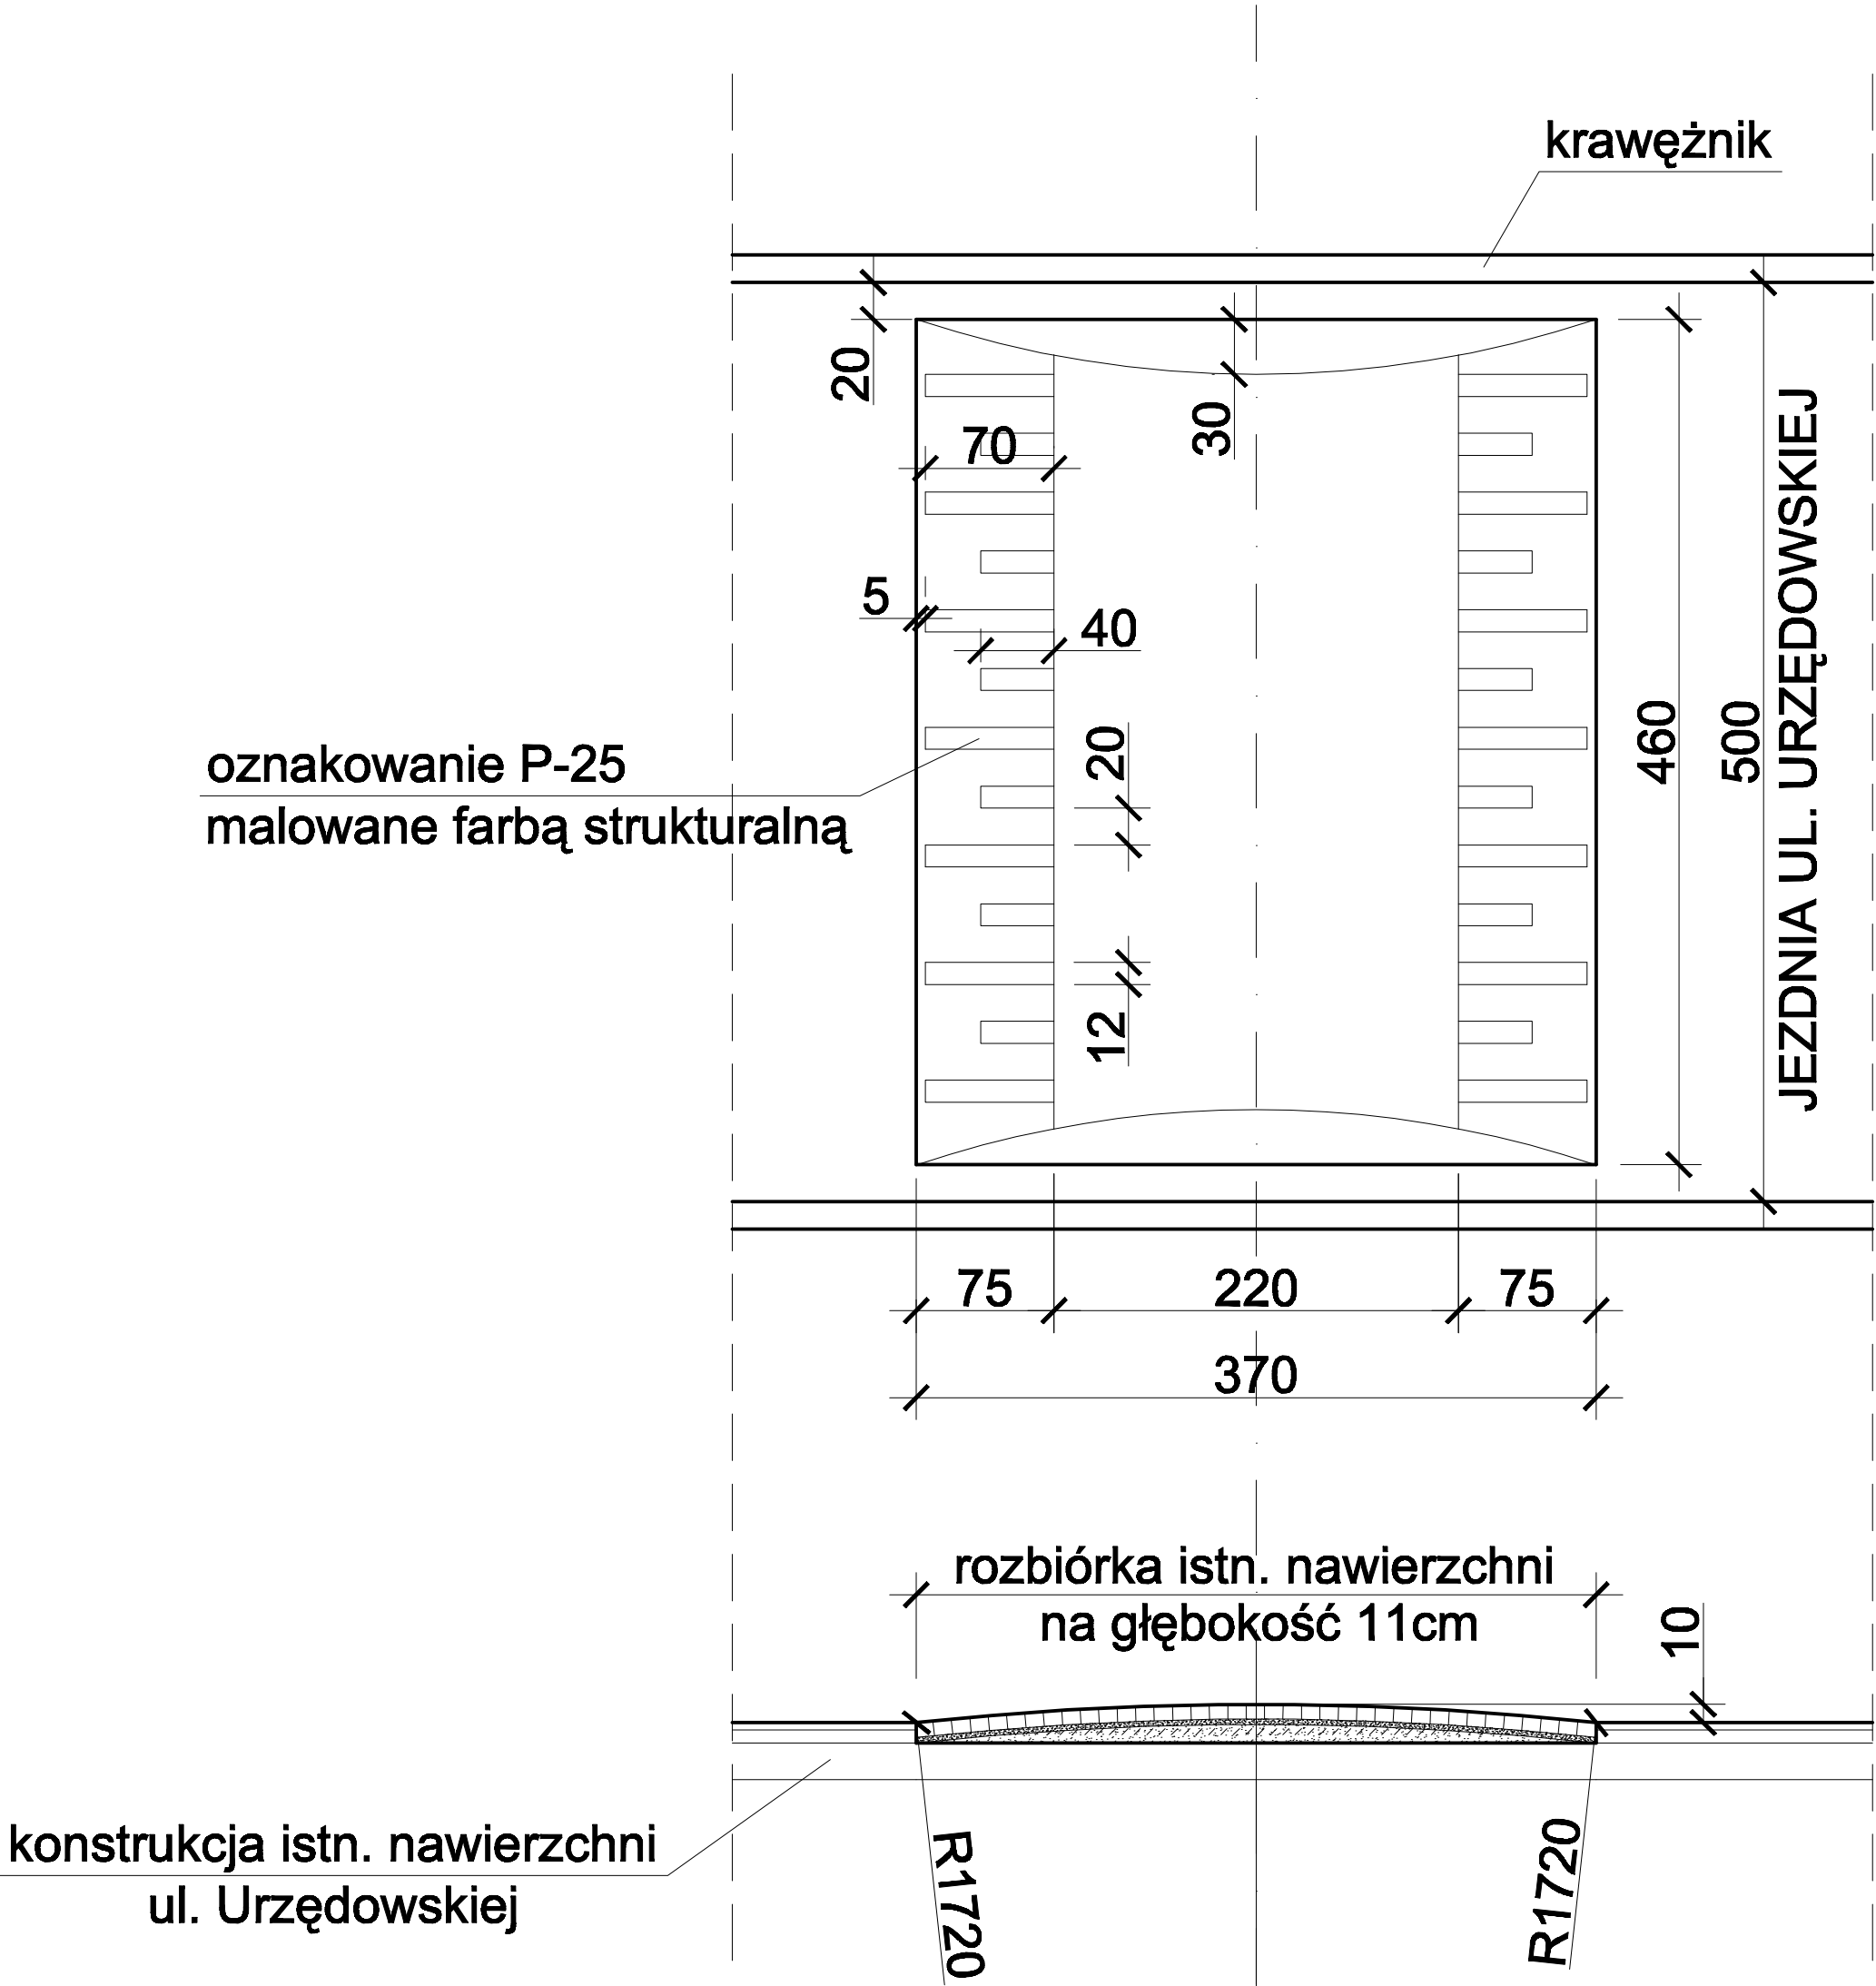 krawężnik
20
30
70
5
40
20
12
460
500
JEZDNIA UL. URZĘDOWSKIEJ
oznakowanie P-25
malowane farbą strukturalną
75
220
75
370
rozbiórka istn. nawierzchni
na głębokość 11cm
10
konstrukcja istn. nawierzchni
ul. Urzędowskiej
R1720
R1720